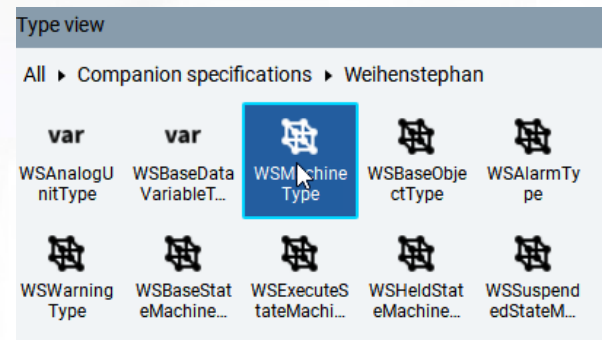 Type view
All ▸ Companion specifications ▸ Weihenstephan
var var
WSAnalogU WSBaseData WSMachine WSBaseObje WSAlarmTy
nitType VariableT... Type ctType pe
WSWarning WSBaseStat WSExecuteS WSHeldStat WSSuspend
Type eMachine... tateMachi... eMachine... edStateM...